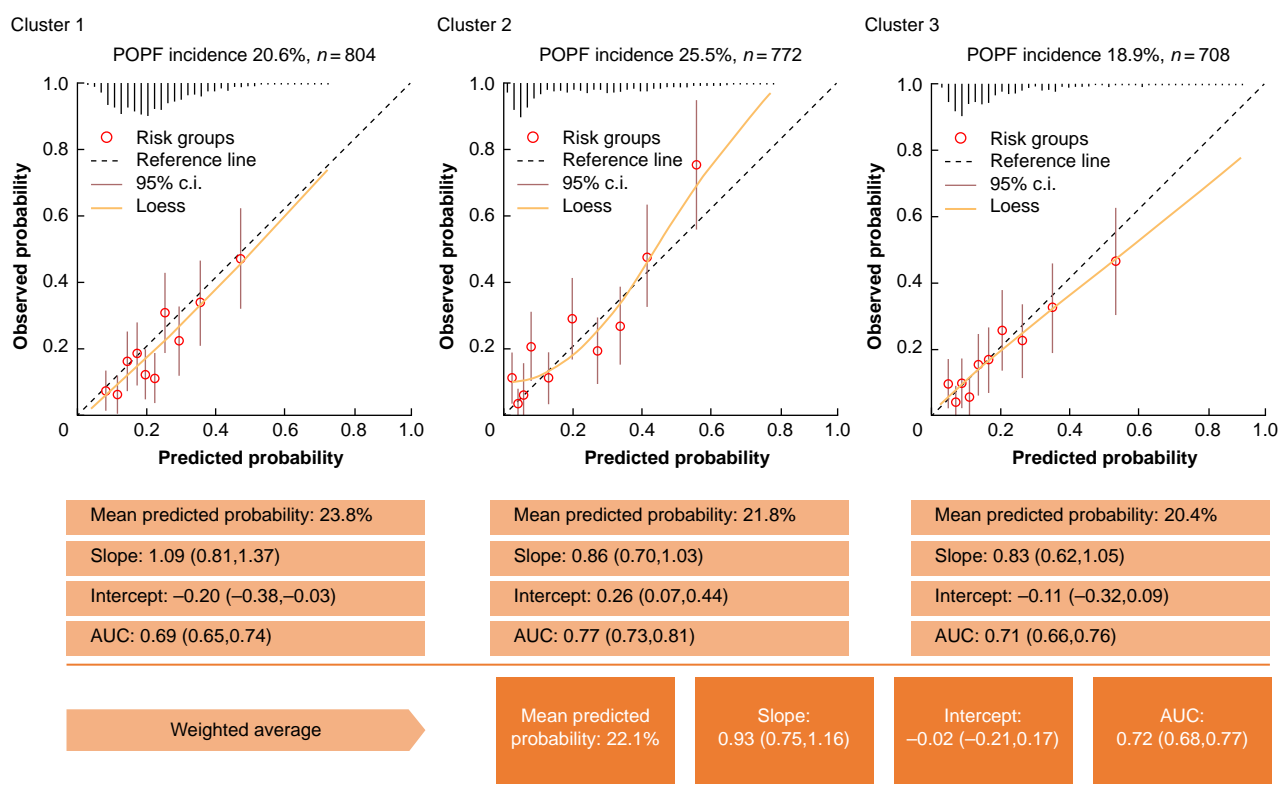 Cluster 1
POPF incidence 20.6%, n = 804
1.0
0.8
0.6
0.4
0.2
0
0.2
0.4
0.6
0.8
1.0
Observed probability
Predicted probability
Risk groups
Reference line
95% c.i.
Loess
Cluster 2
POPF incidence 25.5%, n = 772
1.0
0.8
0.6
0.4
0.2
0
0.2
0.4
0.6
0.8
1.0
Observed probability
Predicted probability
Risk groups
Reference line
95% c.i.
Loess
Cluster 3
POPF incidence 18.9%, n = 708
1.0
0.8
0.6
0.4
0.2
0
0.2
0.4
0.6
0.8
1.0
Observed probability
Predicted probability
Risk groups
Reference line
95% c.i.
Loess
Mean predicted probability: 23.8%
Slope: 1.09 (0.81,1.37)
Intercept: –0.20 (–0.38,–0.03)
AUC: 0.69 (0.65,0.74)
Mean predicted probability: 21.8%
Slope: 0.86 (0.70,1.03)
Intercept: 0.26 (0.07,0.44)
AUC: 0.77 (0.73,0.81)
Mean predicted probability: 20.4%
Slope: 0.83 (0.62,1.05)
Intercept: –0.11 (–0.32,0.09)
AUC: 0.71 (0.66,0.76)
Weighted average
Mean predicted
probability: 22.1%
Slope:
0.93 (0.75,1.16)
Intercept:
–0.02 (–0.21,0.17)
AUC:
0.72 (0.68,0.77)